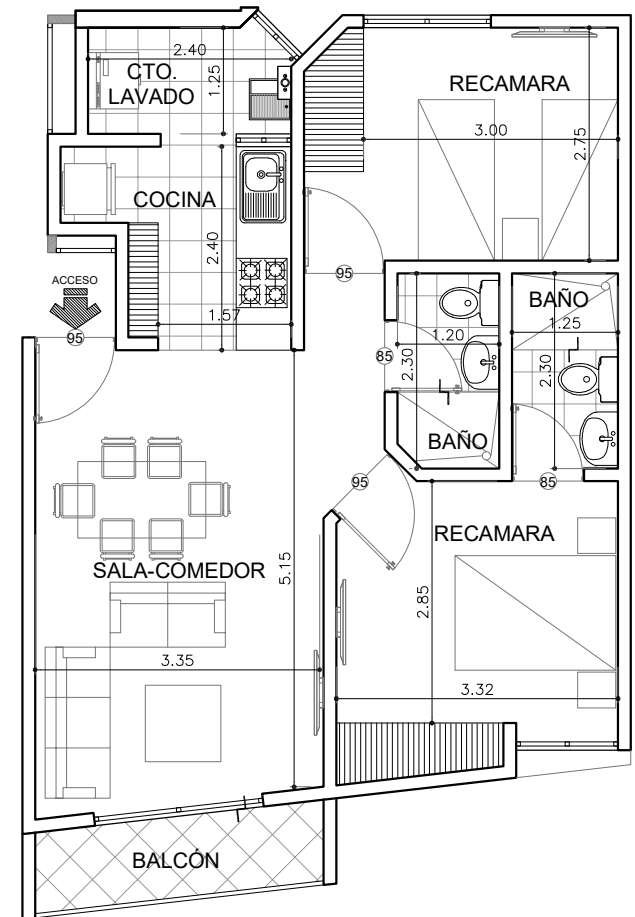 2.40
CTO.
LAVADO
1.25
RECAMARA
3.00
2.75
COCINA
2.40
1.57
ACCESO
95
95
BAÑO
1.25
2.30
1.20
85
2.30
BAÑO
85
95
RECAMARA
SALA-COMEDOR
5.15
2.85
3.35
3.32
BALCÓN